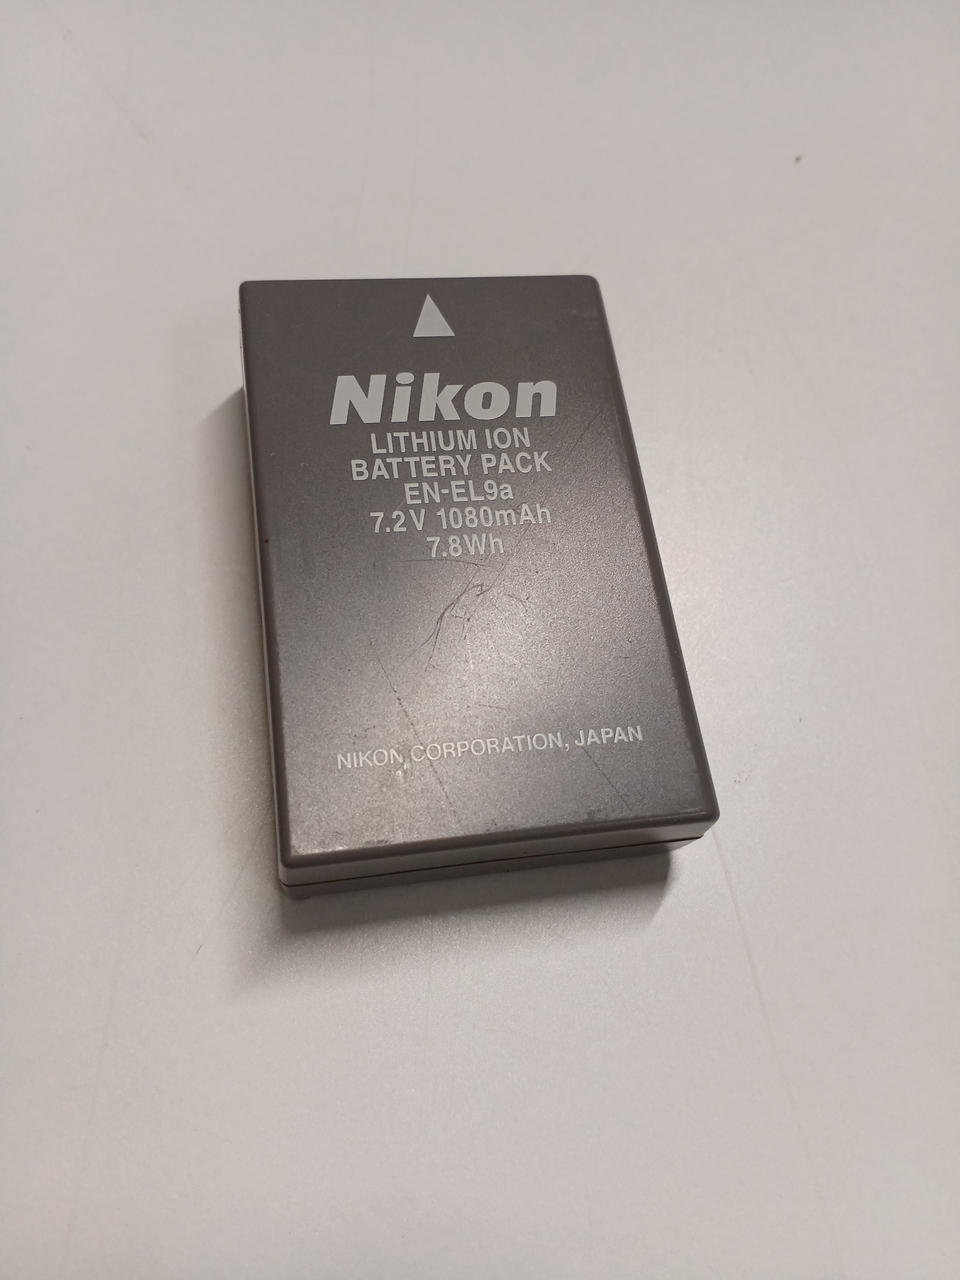 Nikon
LITHIUM ION
BATTERY PACK
EN-EL9a
7.2V 1080mAh
7.8Wh
NIKON CORPORATION, JAPAN